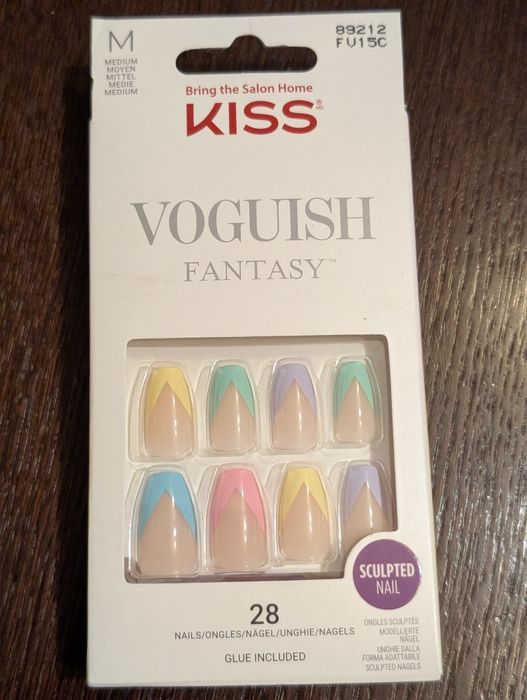 M
MEDIUM
MOYEN
MITTEL
MEDIE
MEDIUM
89212
FV15C
Bring the Salon Home
KISS
VOGUISH
FANTASY™
SCULPTED
NAIL
28
NAILS/ONGLES/NÄGEL/UNGHIE/NAGELS
GLUE INCLUDED
ONGLES SCULPTÉS
MODELLIERTE
NÄGEL
UNGHIE DALLA
FORMA ADATTABILE
SCULPTED NAGELS